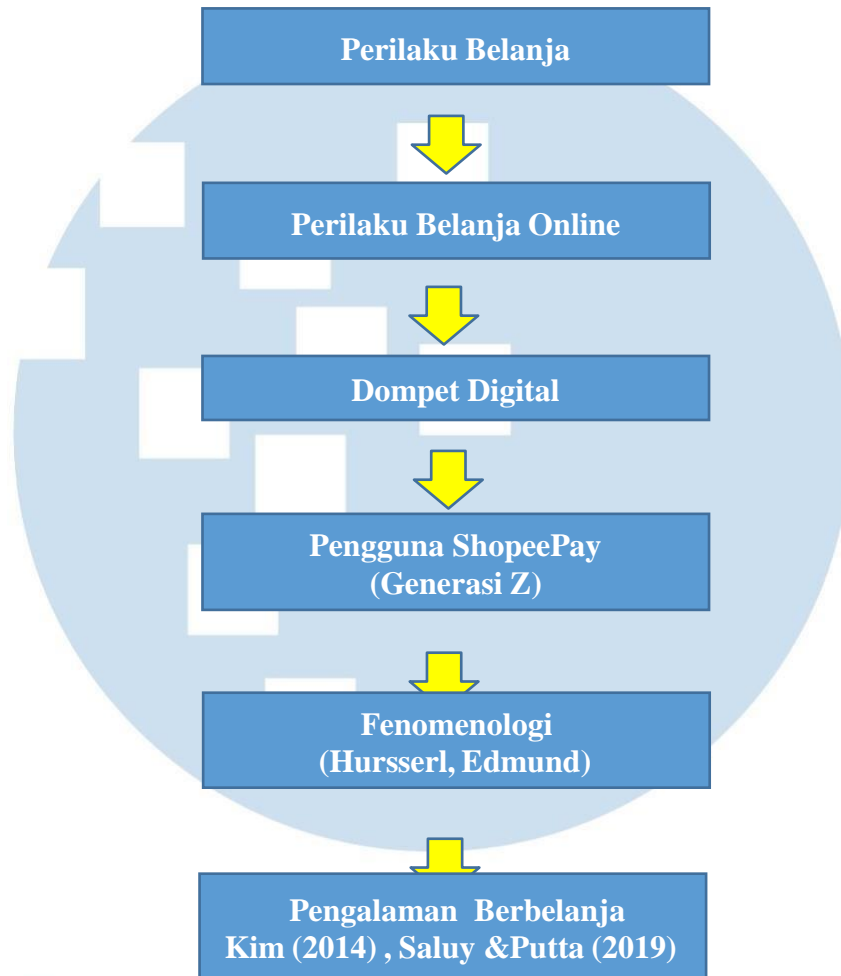 Perilaku Belanja
Perilaku Belanja Online
Dompet Digital
Pengguna ShopeePay
(Generasi Z)
Fenomenologi
(Hursserl, Edmund)
Pengalaman Berbelanja
Kim (2014) , Saluy &Putta (2019)